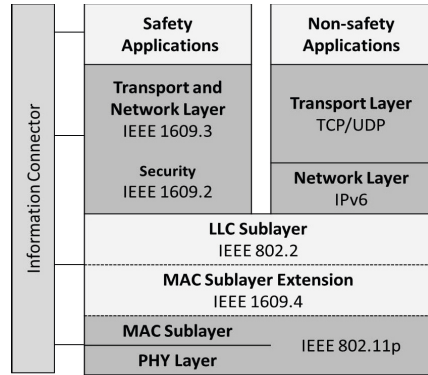 Information Connector
Safety
Applications
Transport and
Network Layer
IEEE 1609.3
Security
IEEE 1609.2
Non-safety
Applications
Transport Layer
TCP/UDP
Network Layer
IPv6
LLC Sublayer
IEEE 802.2
MAC Sublayer Extension
IEEE 1609.4
MAC Sublayer
PHY Layer
IEEE 802.11p